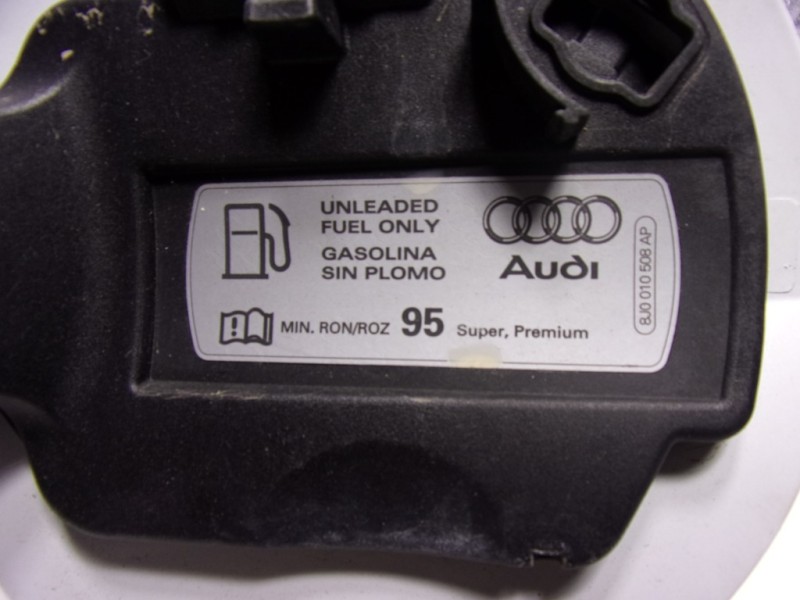 UNLEADED
FUEL ONLY
GASOLINA
SIN PLOMO
Audi
MIN. RON/ROZ 95 Super, Premium
8J0 010 508 AP